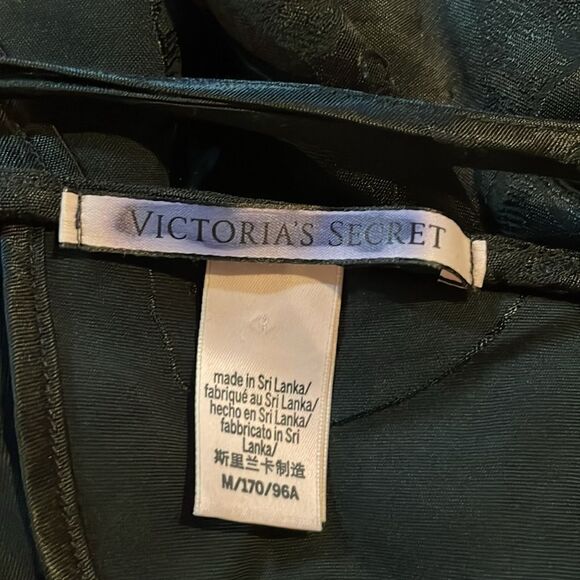 VICTORIA'S SECRET
made in Sri Lanka/
fabriqué au Sri Lanka/
hecho en Sri Lanka/
fabbricato in Sri
Lanka/
斯里兰卡制造
M/170/96A